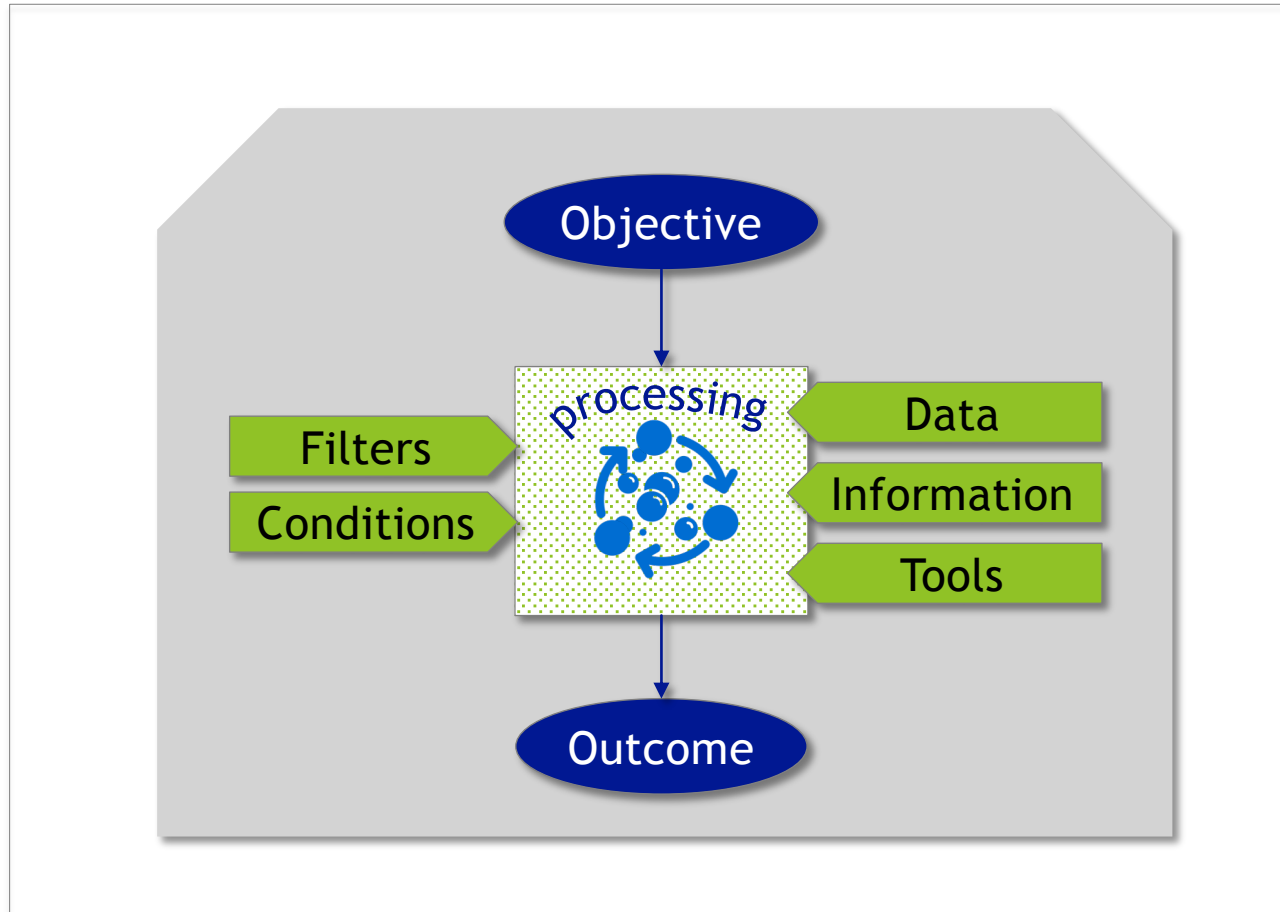 Objective
processing
Filters
Conditions
Data
Information
Tools
Outcome